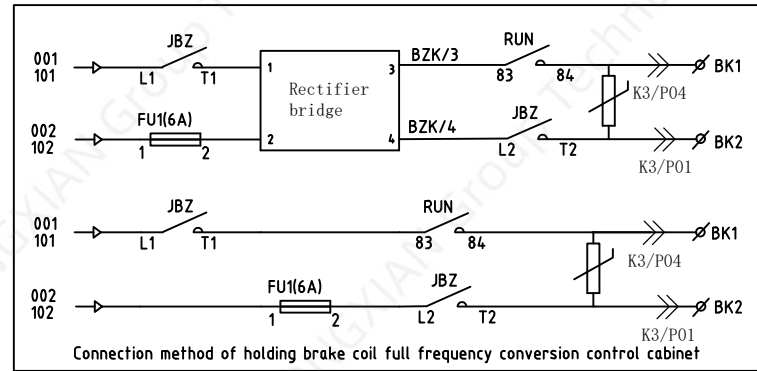 JBZ
001
101
L1
T1
1
Rectifier
bridge
3
BZK/3
RUN
83
84
BK1
K3/P04
002
102
FU1(6A)
1
2
2
4
BZK/4
JBZ
L2
T2
BK2
K3/P01
JBZ
001
101
L1
T1
RUN
83
84
BK1
K3/P04
002
102
FU1(6A)
1
2
JBZ
L2
T2
BK2
K3/P01
Connection method of holding brake coil full frequency conversion control cabinet